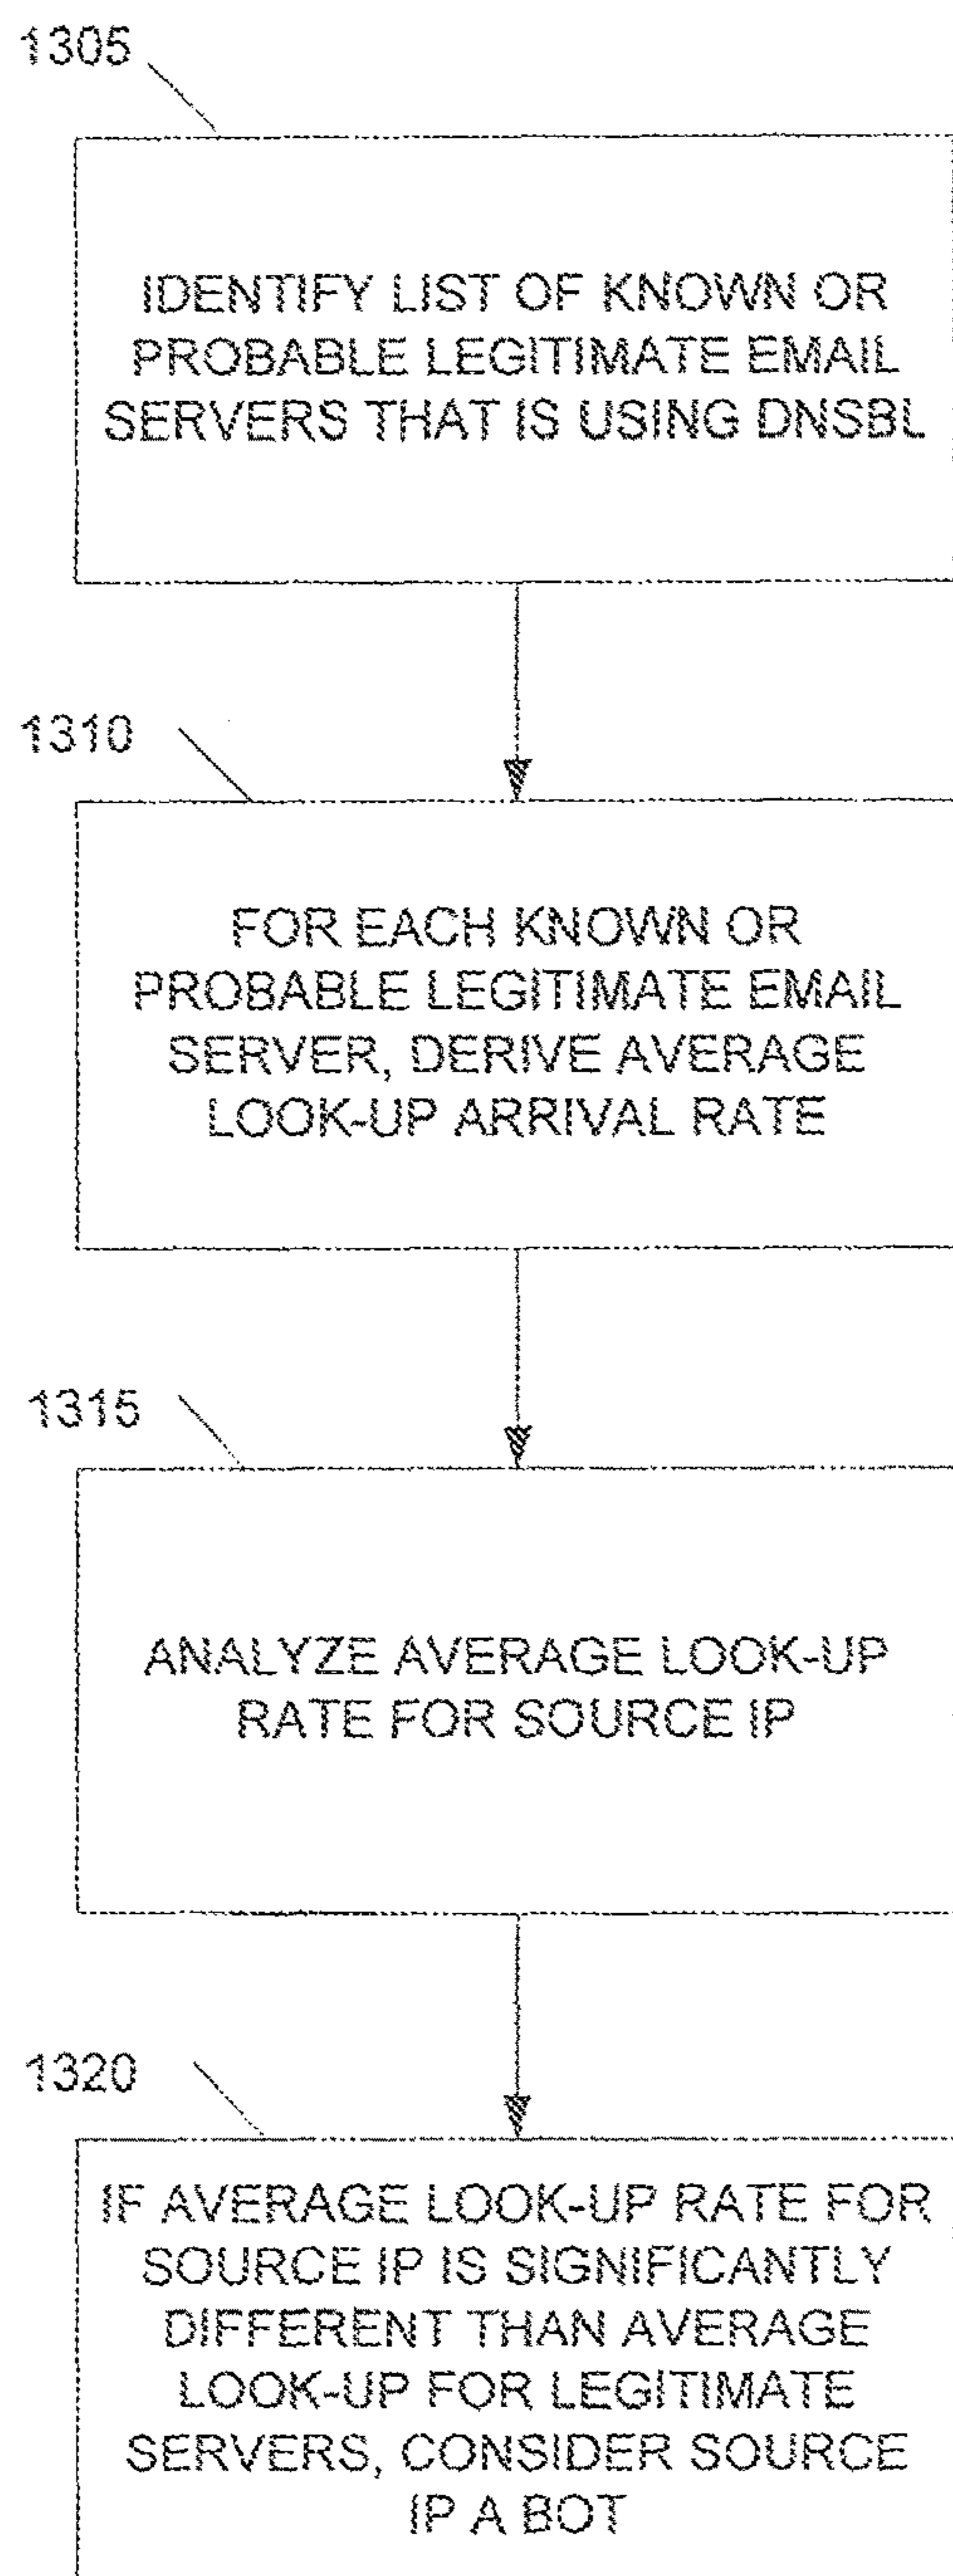 1305
IDENTIFY LIST OF KNOWN OR
PROBABLE LEGITIMATE EMAIL
SERVERS THAT IS USING DNSBL
1310
FOR EACH KNOWN OR
PROBABLE LEGITIMATE EMAIL
SERVER, DERIVE AVERAGE
LOOK-UP ARRIVAL RATE
1315
ANALYZE AVERAGE LOOK-UP
RATE FOR SOURCE IP
1320
IF AVERAGE LOOK-UP RATE FOR
SOURCE IP IS SIGNIFICANTLY
DIFFERENT THAN AVERAGE
LOOK-UP FOR LEGITIMATE
SERVERS, CONSIDER SOURCE
IP A BOT